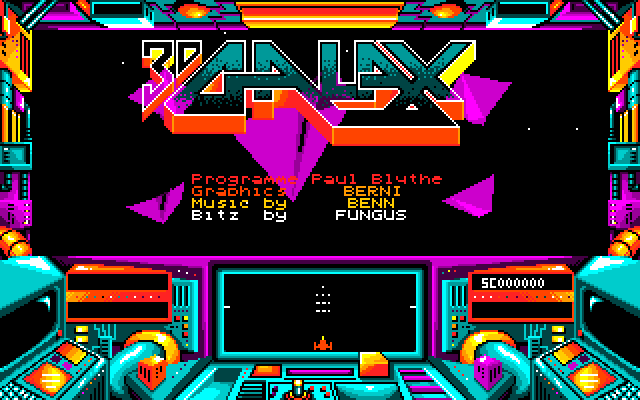 3D GALAX
Programme Paul Blythe
Graphics BERNI
Music by BENN
Bitz by FUNGUS
SC000000